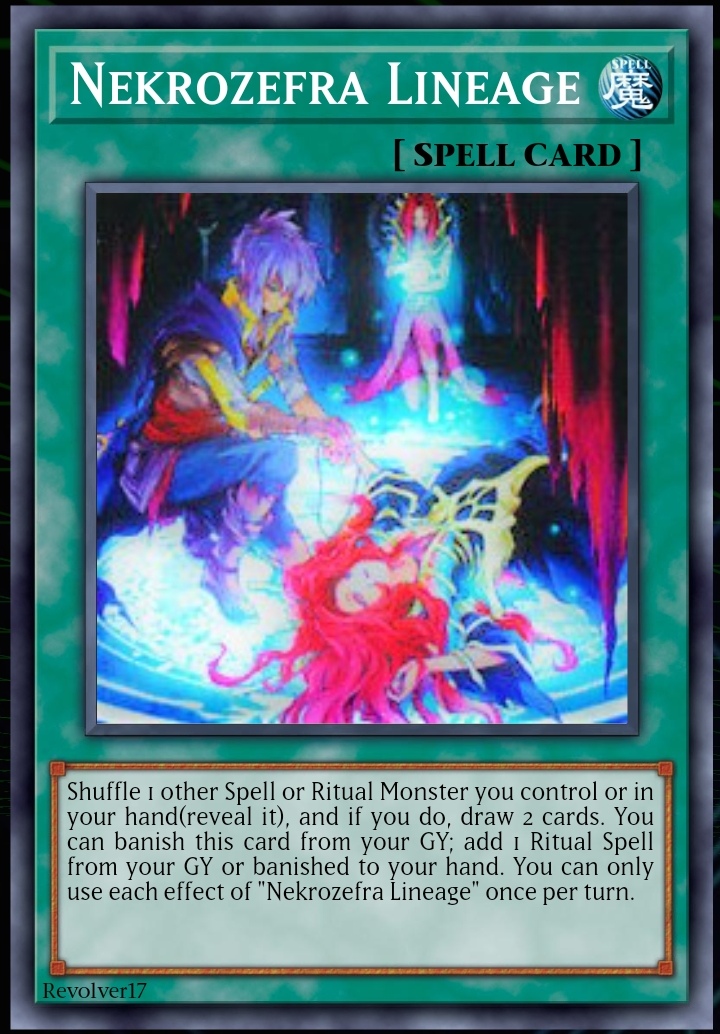 NEKROZEFRA LINEAGE
SPELL
魔
[ SPELL CARD ]
Shuffle 1 other Spell or Ritual Monster you control or in
your hand(reveal it), and if you do, draw 2 cards. You
can banish this card from your GY; add 1 Ritual Spell
from your GY or banished to your hand. You can only
use each effect of "Nekrozefra Lineage" once per turn.
Revolver17